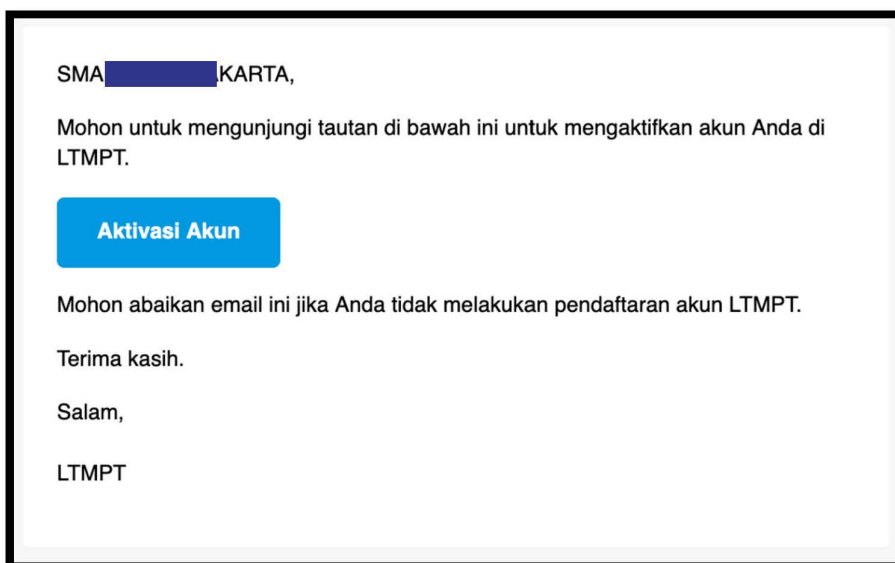 SMA KARTA,
Mohon untuk mengunjungi tautan di bawah ini untuk mengaktifkan akun Anda di
LTMPT.
Aktivasi Akun
Mohon abaikan email ini jika Anda tidak melakukan pendaftaran akun LTMPT.
Terima kasih.
Salam,
LTMPT